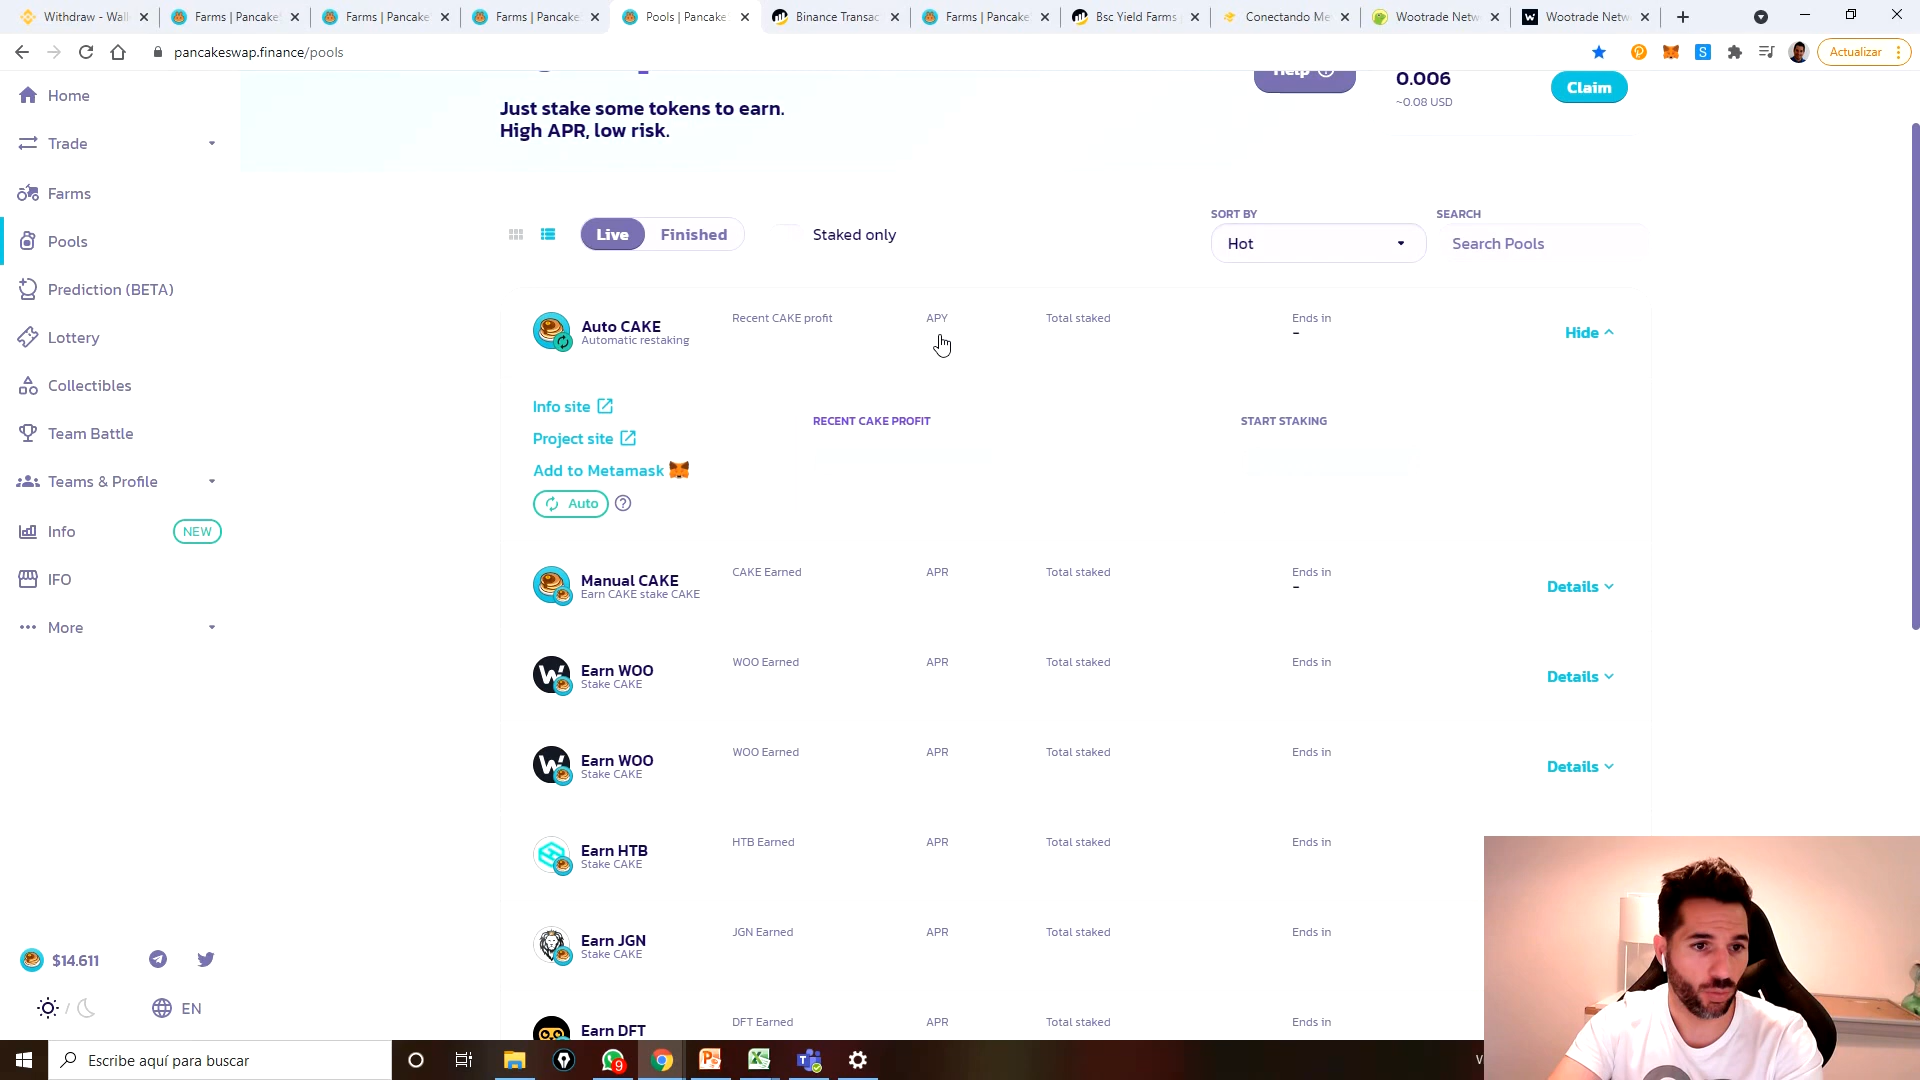 Withdraw - Wall
Farms | PancakeS
Farms | Pancake
Farms | Pancake
Pools | PancakeS
Binance Transac
Farms | Pancake
Bsc Yield Farms
Conectando Me
Wootrade Netw
Wootrade Netw
pancakeswap.finance/pools
Actualizar
Home
Trade
Farms
Pools
Prediction (BETA)
Lottery
Collectibles
Team Battle
Teams & Profile
Info
NEW
IFO
More
$14.611
EN
Just stake some tokens to earn.
High APR, low risk.
Help
0.006
~0.08 USD
Claim
Live
Finished
Staked only
SORT BY
Hot
SEARCH
Search Pools
Auto CAKE
Automatic restaking
Recent CAKE profit
APY
Total staked
Ends in
-
Hide
Info site
Project site
Add to Metamask
Auto
RECENT CAKE PROFIT
START STAKING
Manual CAKE
Earn CAKE stake CAKE
CAKE Earned
APR
Total staked
Ends in
-
Details
Earn WOO
Stake CAKE
WOO Earned
APR
Total staked
Ends in
Details
Earn WOO
Stake CAKE
WOO Earned
APR
Total staked
Ends in
Details
Earn HTB
Stake CAKE
HTB Earned
APR
Total staked
Ends in
Earn JGN
Stake CAKE
JGN Earned
APR
Total staked
Ends in
Earn DFT
DFT Earned
APR
Total staked
Ends in
Escribe aquí para buscar
9